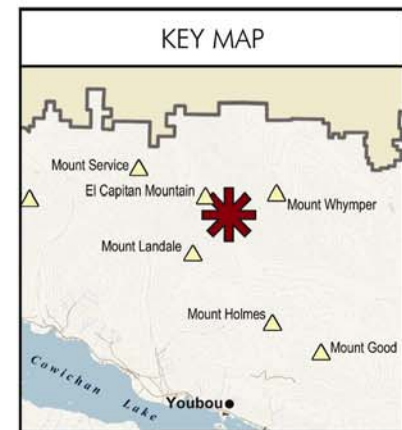 KEY MAP
Mount Service
El Capitan Mountain
Mount Whymper
Mount Landale
Mount Holmes
Mount Good
Cowichan Lake
Youbou